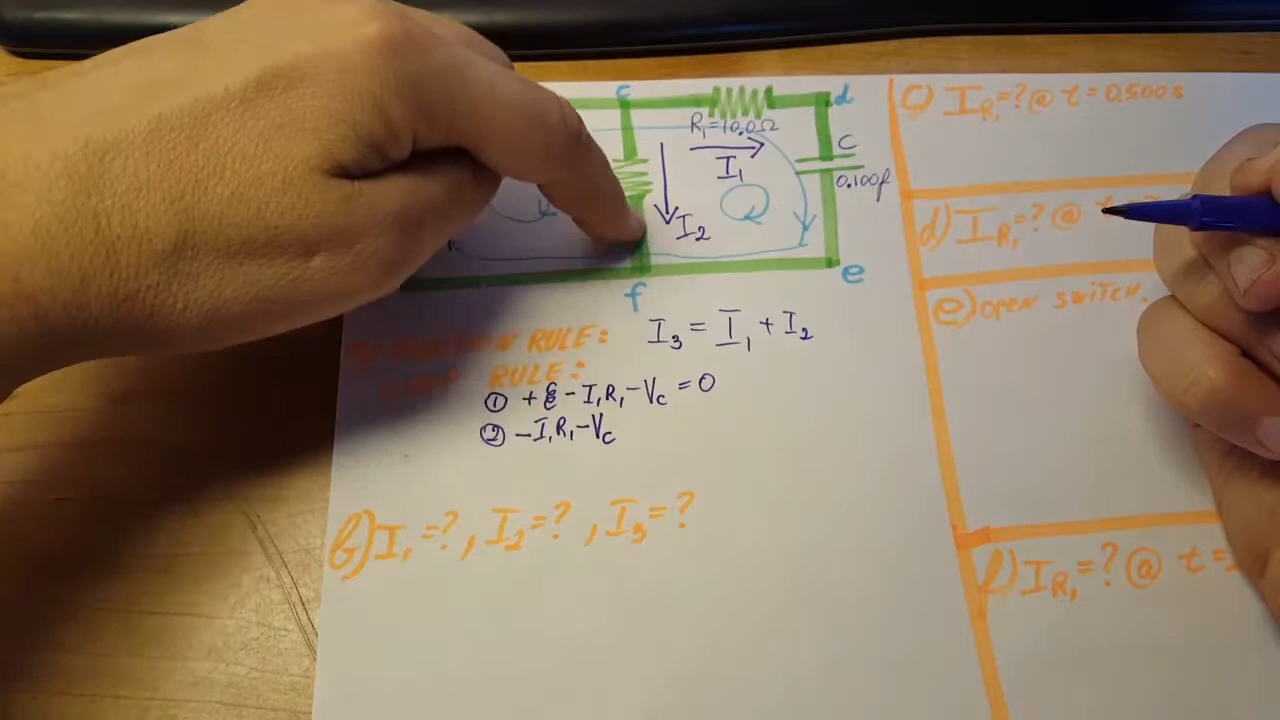 c
d
R₁=10.0Ω
C
I₁
0.100f
I₂
e
f
RULE: I₃ = I₁ + I₂
RULE:
① +ℰ - I₁R₁ - Vc = 0
② - I₁R₁ - Vc
b) I₁=?, I₂=?, I₃=?
c) I_R₁=? @ t=0.500s
d) I_R₁=? @
e) OPEN SWITCH.
f) I_R₁=? @ t=